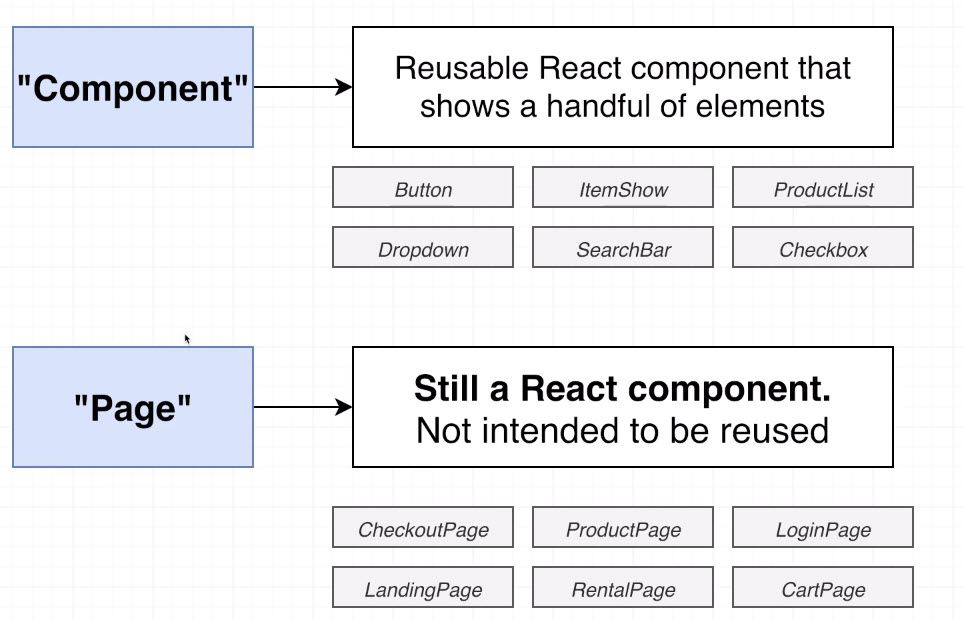 "Component"
Reusable React component that
shows a handful of elements
Button
ItemShow
ProductList
Dropdown
SearchBar
Checkbox
"Page"
Still a React component.
Not intended to be reused
CheckoutPage
ProductPage
LoginPage
LandingPage
RentalPage
CartPage